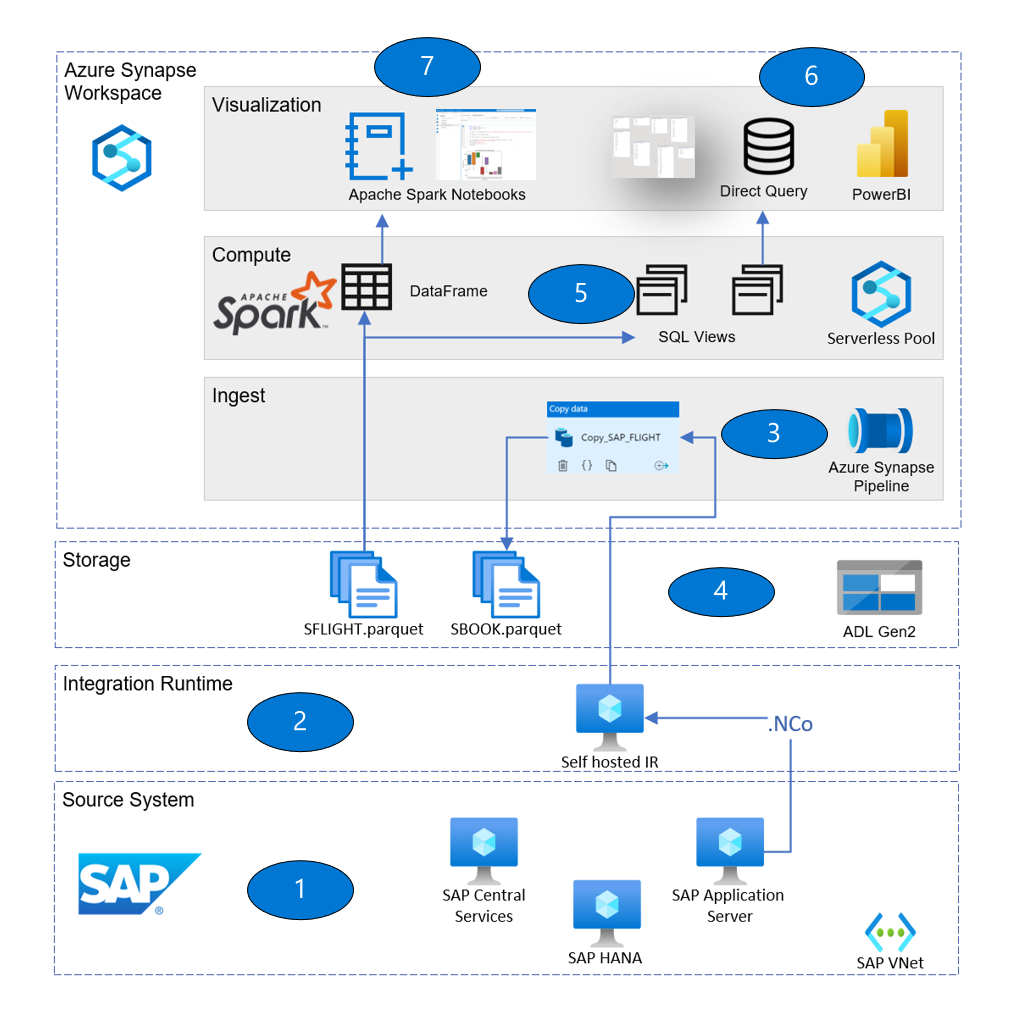 Azure Synapse
Workspace
7
6
Visualization
Apache Spark Notebooks
Direct Query
PowerBI
Compute
APACHE
Spark™
DataFrame
5
SQL Views
Serverless Pool
Ingest
Copy data
Copy_SAP_FLIGHT
{}
3
Azure Synapse
Pipeline
Storage
SFLIGHT.parquet
SBOOK.parquet
4
ADL Gen2
Integration Runtime
2
Self hosted IR
.NCo
Source System
SAP®
1
SAP Central
Services
SAP HANA
SAP Application
Server
SAP VNet